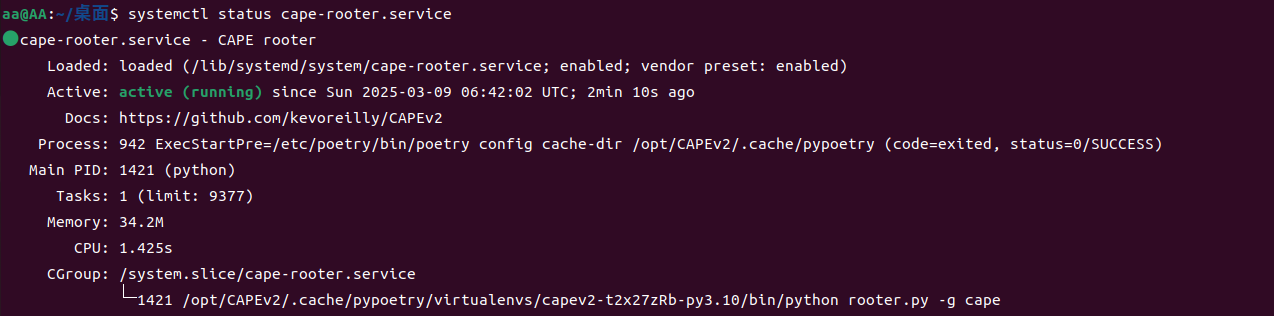 aa@AA:~/桌面$ systemctl status cape-rooter.service
cape-rooter.service - CAPE rooter
Loaded: loaded (/lib/systemd/system/cape-rooter.service; enabled; vendor preset: enabled)
Active: active (running) since Sun 2025-03-09 06:42:02 UTC; 2min 10s ago
Docs: https://github.com/kevoreilly/CAPEv2
Process: 942 ExecStartPre=/etc/poetry/bin/poetry config cache-dir /opt/CAPEv2/.cache/pypoetry (code=exited, status=0/SUCCESS)
Main PID: 1421 (python)
Tasks: 1 (limit: 9377)
Memory: 34.2M
CPU: 1.425s
CGroup: /system.slice/cape-rooter.service
└─1421 /opt/CAPEv2/.cache/pypoetry/virtualenvs/capev2-t2x27zRb-py3.10/bin/python rooter.py -g cape